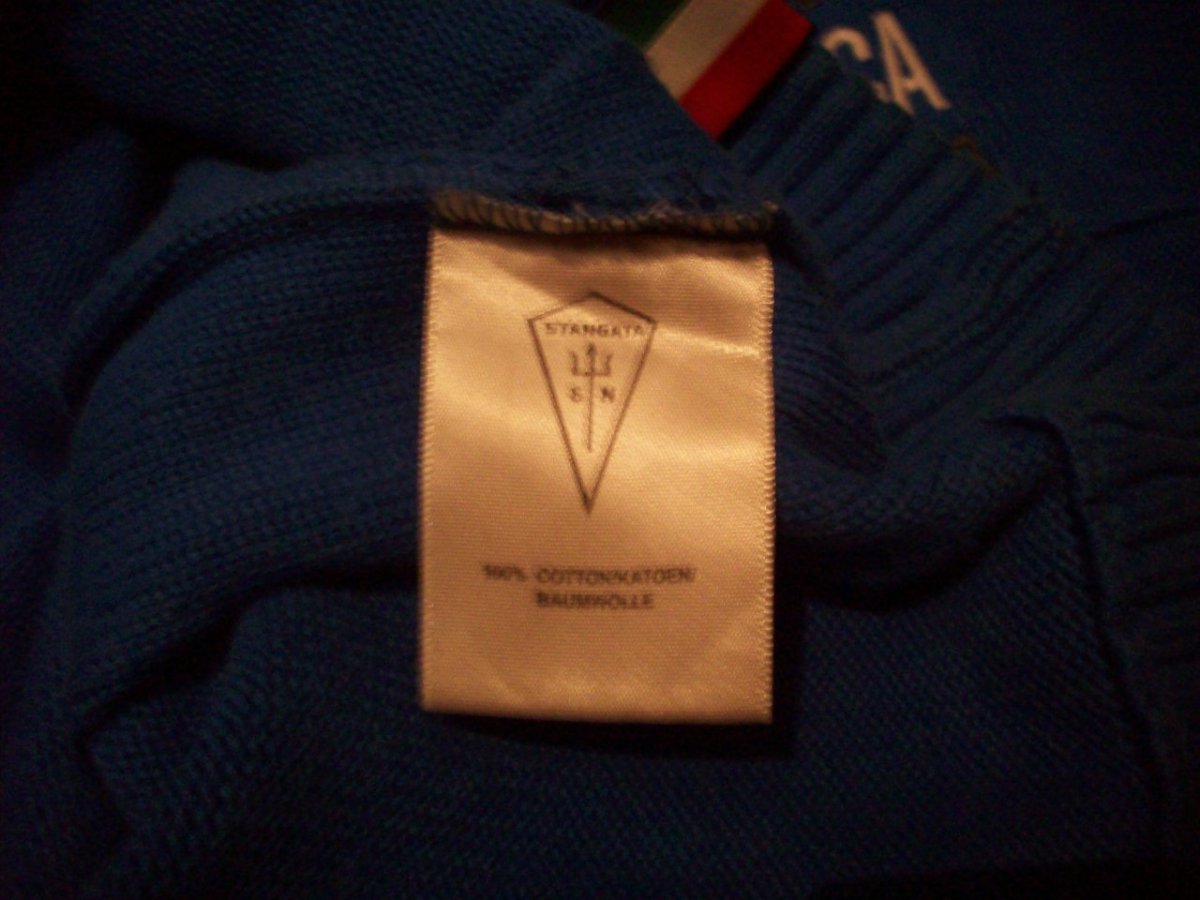 CA
STANGATA
S N
100% COTTON/KATOEN/
BAUMWOLLE